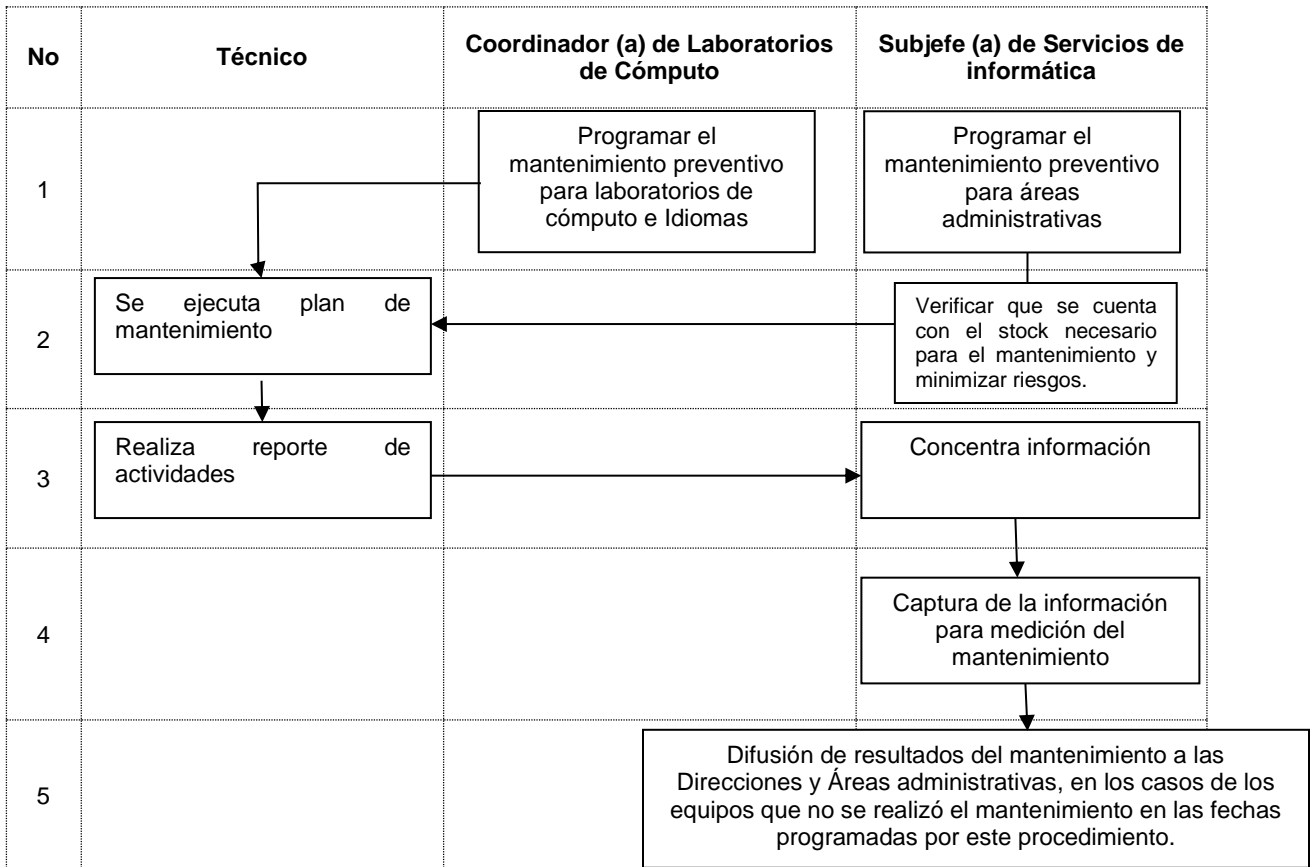 No
Técnico
Coordinador (a) de Laboratorios
de Cómputo
Subjefe (a) de Servicios de
informática
1
Programar el
mantenimiento preventivo
para laboratorios de
cómputo e Idiomas
Programar el
mantenimiento preventivo
para áreas
administrativas
2
Se ejecuta plan de
mantenimiento
Verificar que se cuenta
con el stock necesario
para el mantenimiento y
minimizar riesgos.
3
Realiza reporte de
actividades
Concentra información
4
Captura de la información
para medición del
mantenimiento
5
Difusión de resultados del mantenimiento a las
Direcciones y Áreas administrativas, en los casos de los
equipos que no se realizó el mantenimiento en las fechas
programadas por este procedimiento.